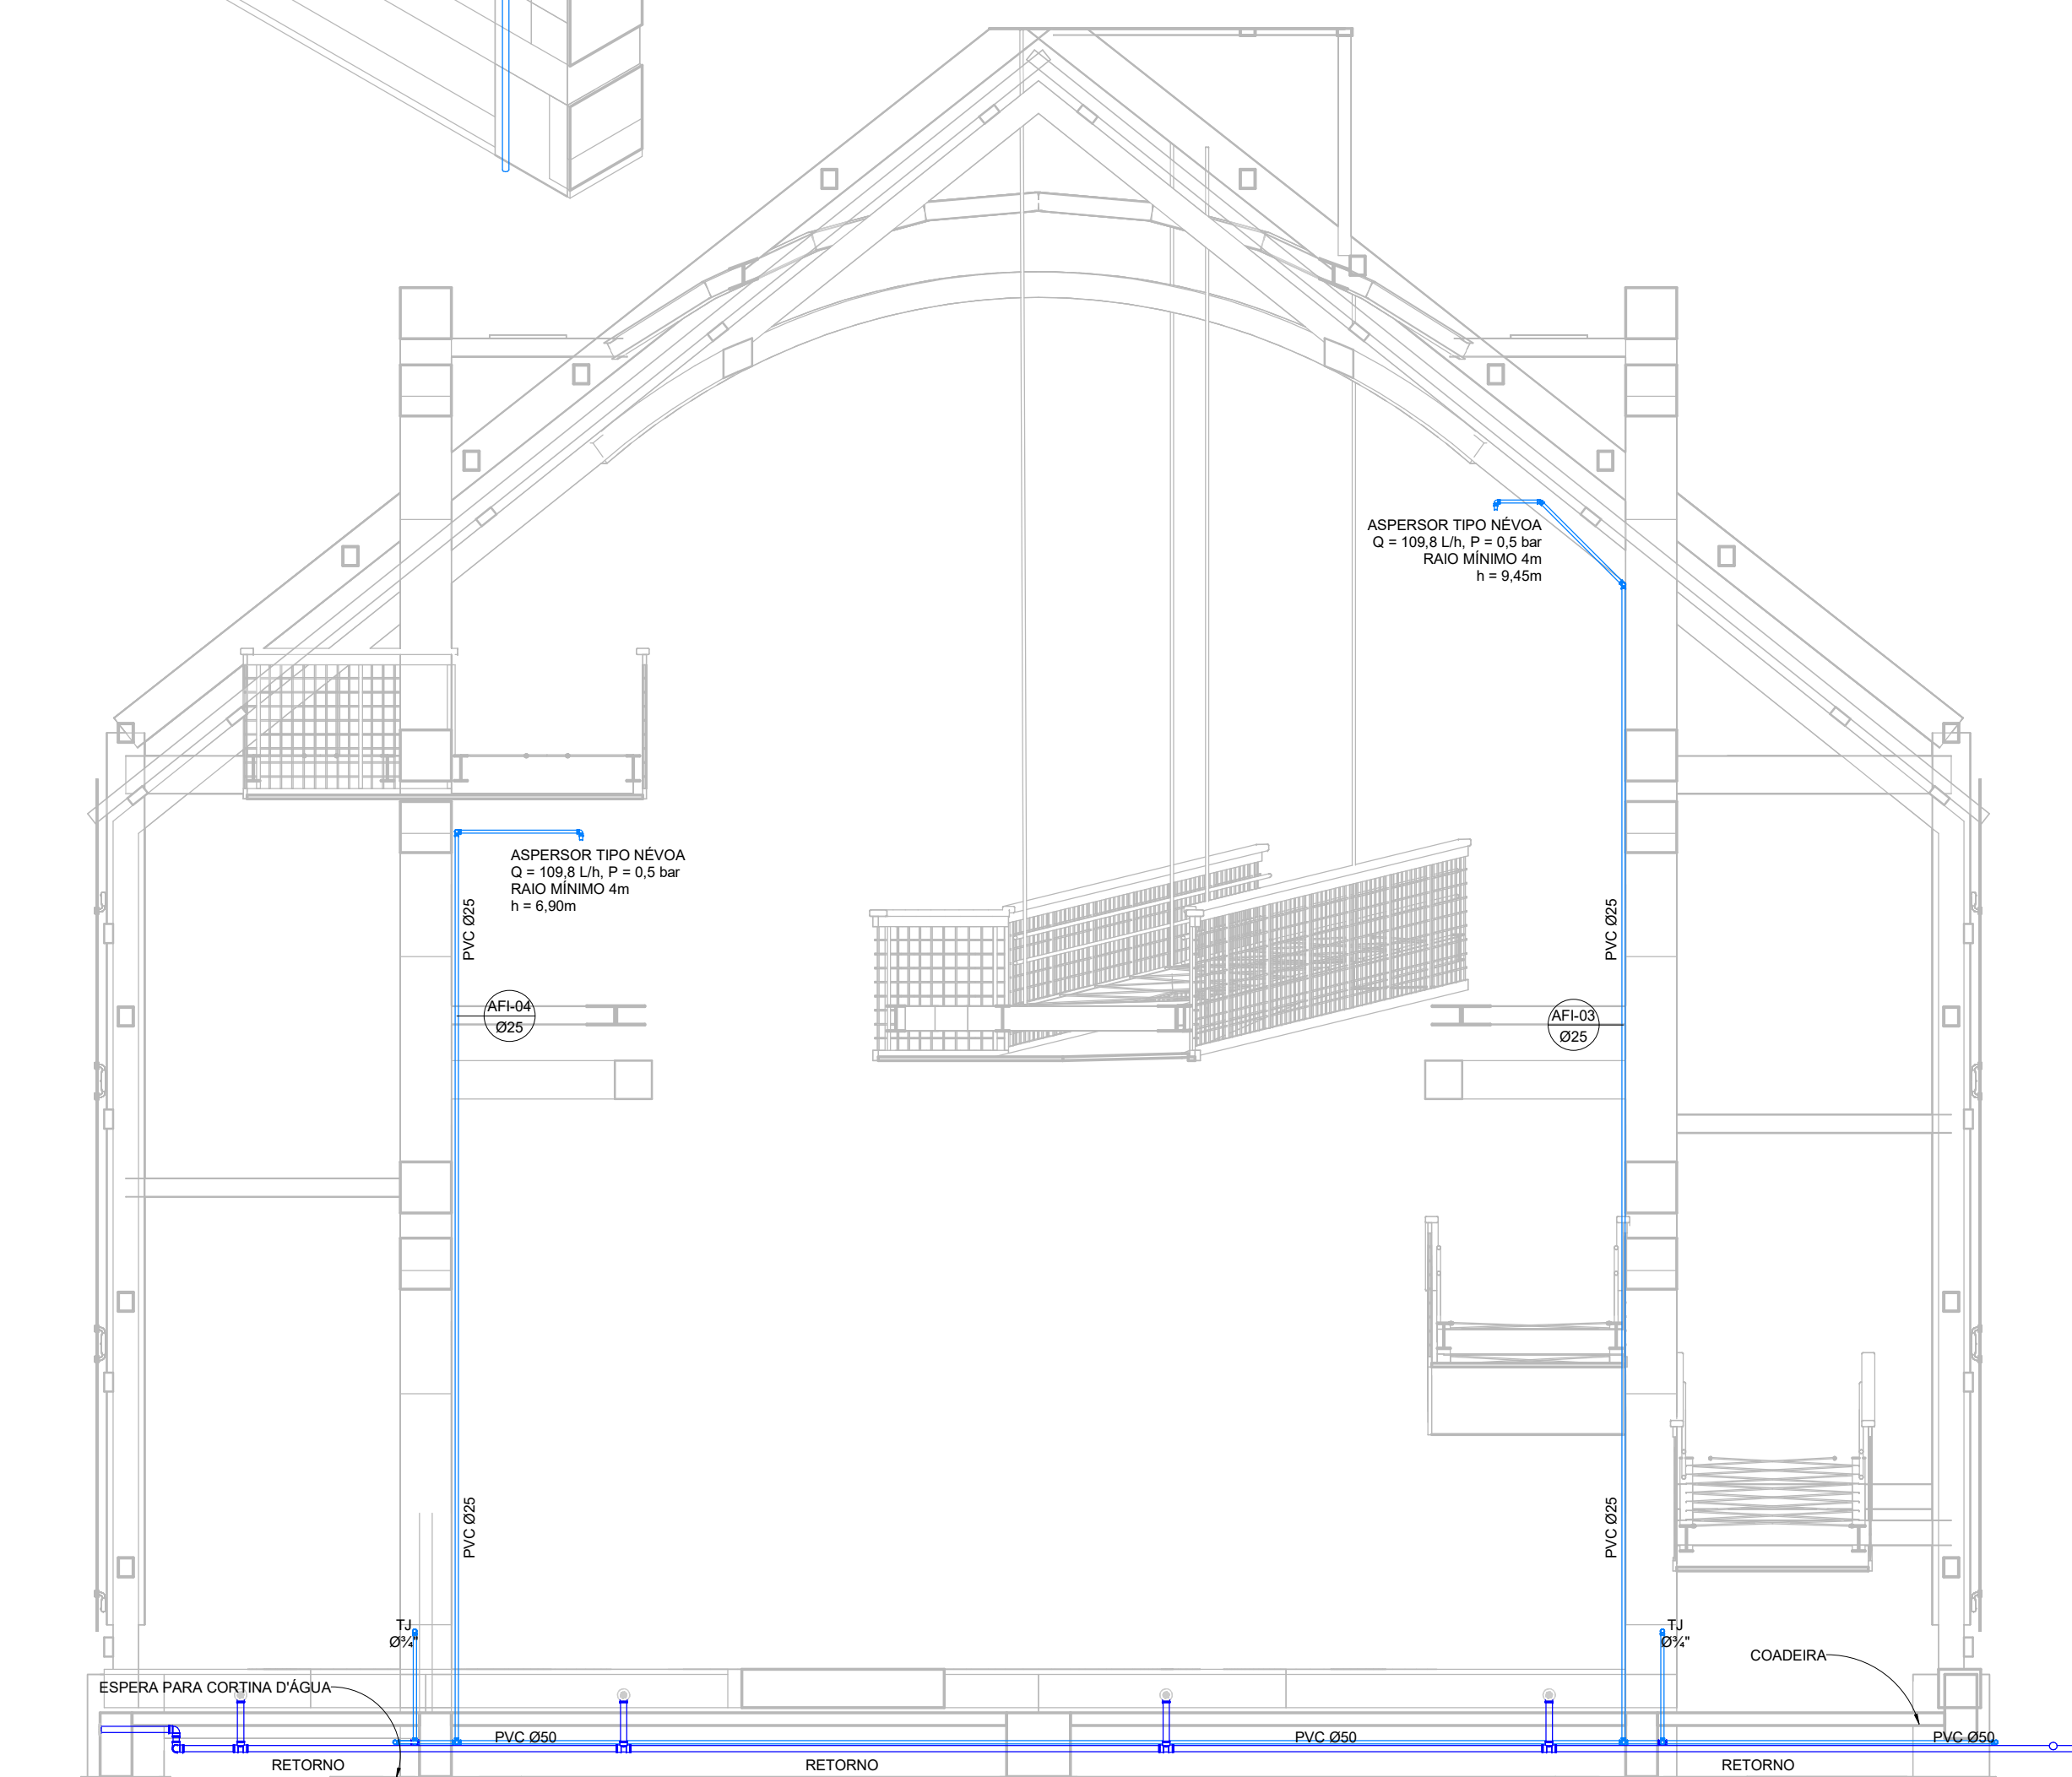 ASPERSOR TIPO NÉVOA
Q = 109,8 L/h, P = 0,5 bar
RAIO MÍNIMO 4m
h = 9,45m
ASPERSOR TIPO NÉVOA
Q = 109,8 L/h, P = 0,5 bar
RAIO MÍNIMO 4m
h = 6,90m
PVC Ø25
PVC Ø25
AFI-04
Ø25
AFI-03
Ø25
PVC Ø25
PVC Ø25
TJ
Ø¾"
TJ
Ø¾"
COADEIRA
ESPERA PARA CORTINA D'ÁGUA
PVC Ø50
PVC Ø50
PVC Ø50
RETORNO
RETORNO
RETORNO